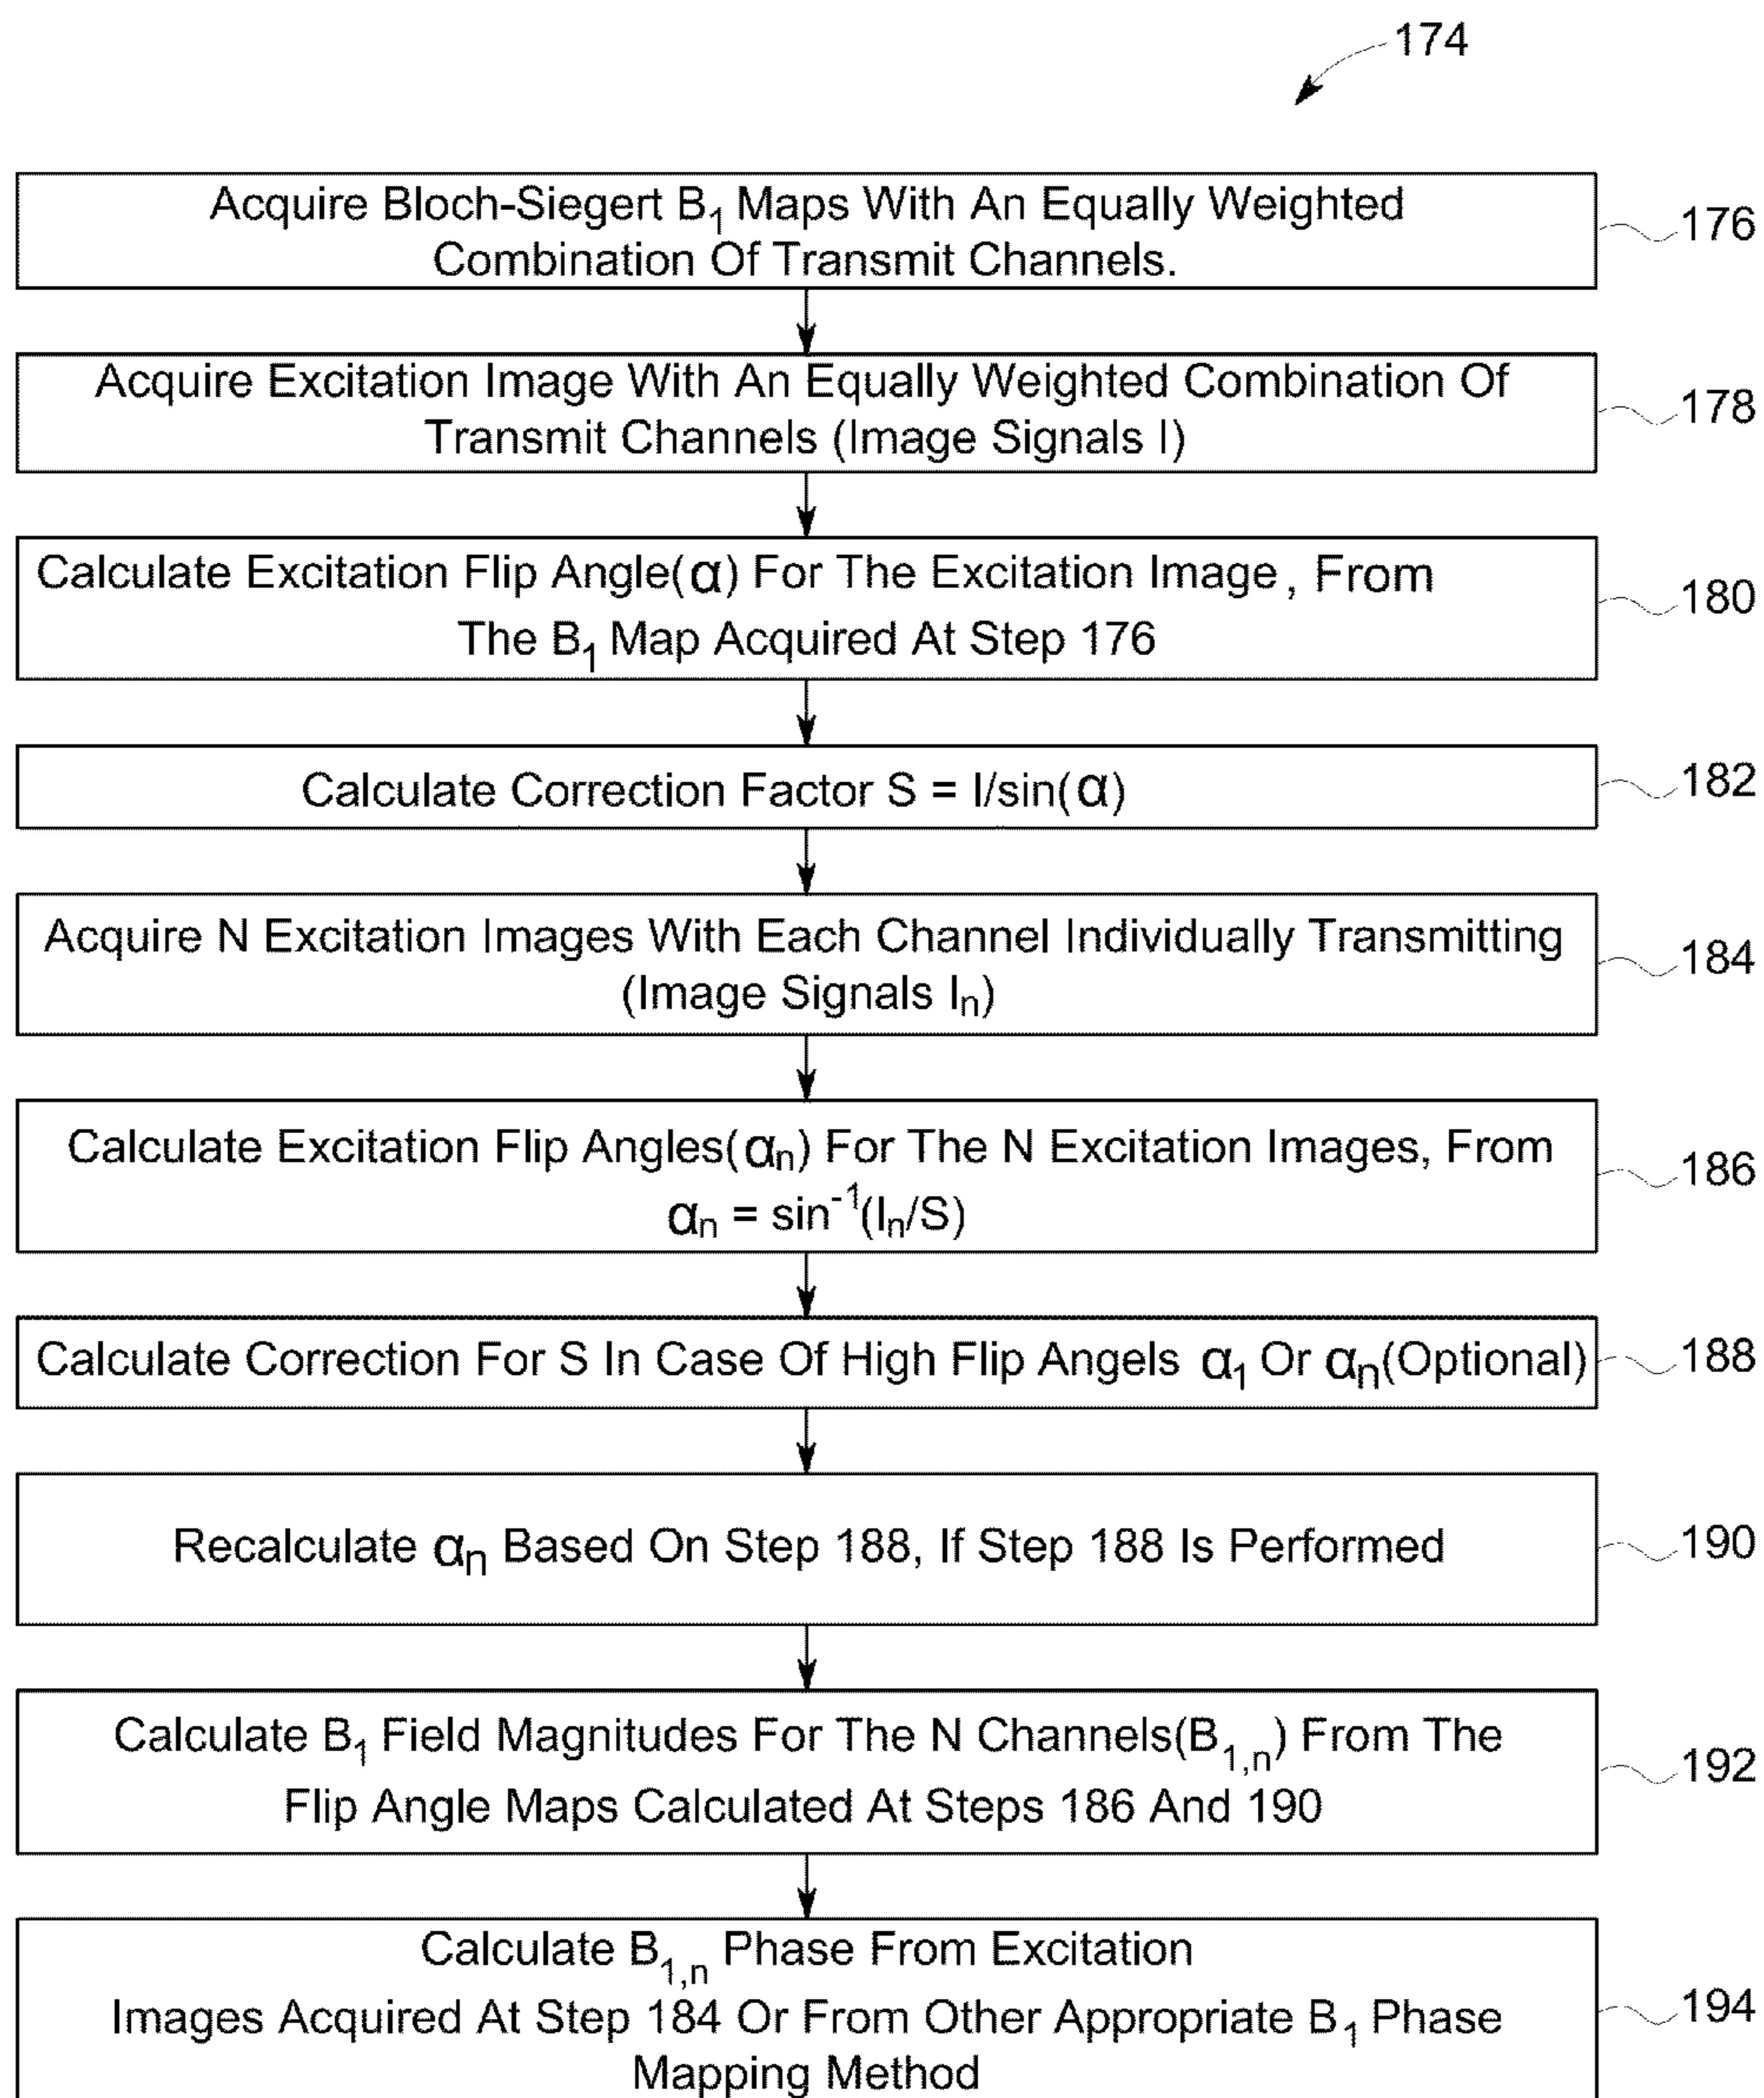 174
Acquire Bloch-Siegert B₁ Maps With An Equally Weighted
Combination Of Transmit Channels.
176
Acquire Excitation Image With An Equally Weighted Combination Of
Transmit Channels (Image Signals I)
178
Calculate Excitation Flip Angle(α) For The Excitation Image, From
The B₁ Map Acquired At Step 176
180
Calculate Correction Factor S = I/sin(α)
182
Acquire N Excitation Images With Each Channel Individually Transmitting
(Image Signals Iₙ)
184
Calculate Excitation Flip Angles(αₙ) For The N Excitation Images, From
αₙ = sin⁻¹(Iₙ/S)
186
Calculate Correction For S In Case Of High Flip Angels α₁ Or αₙ(Optional)
188
Recalculate αₙ Based On Step 188, If Step 188 Is Performed
190
Calculate B₁ Field Magnitudes For The N Channels(B₁,ₙ) From The
Flip Angle Maps Calculated At Steps 186 And 190
192
Calculate B₁,ₙ Phase From Excitation
Images Acquired At Step 184 Or From Other Appropriate B₁ Phase
Mapping Method
194